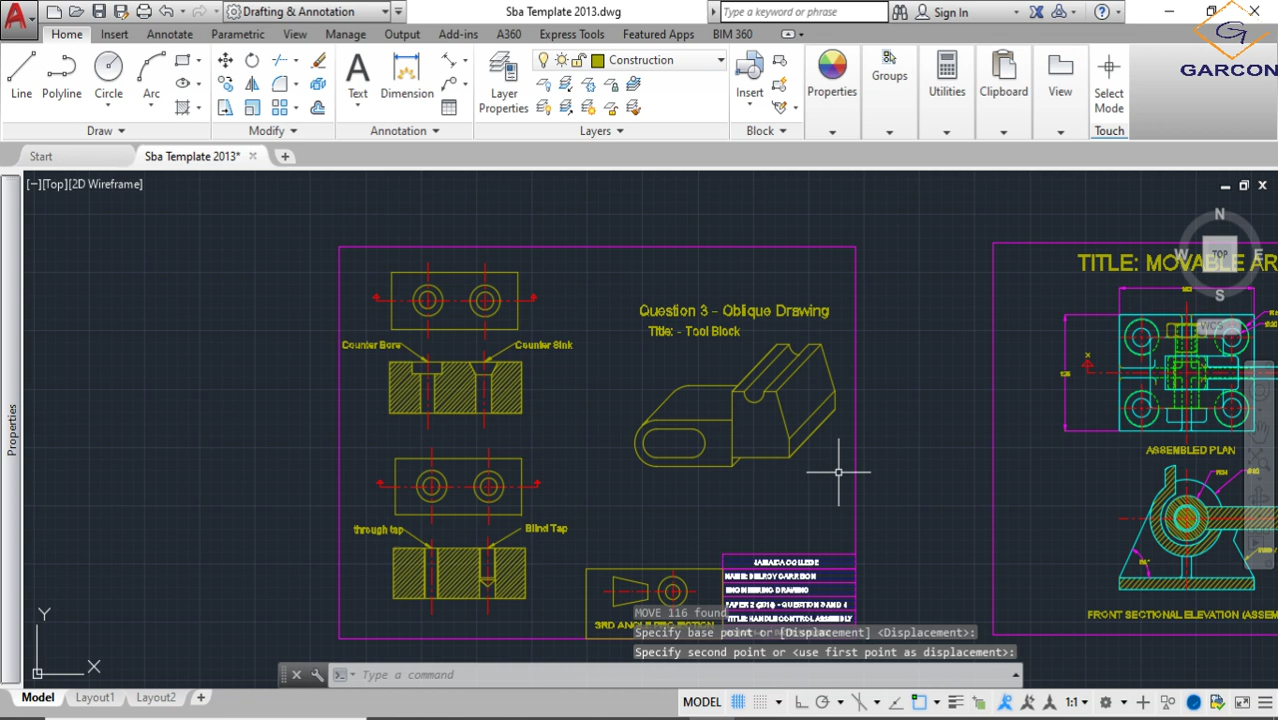 Drafting & Annotation
Sba Template 2013.dwg
Type a keyword or phrase
Sign In
GARCON
Home Insert Annotate Parametric View Manage Output Add-ins A360 Express Tools Featured Apps BIM 360
Construction
Line Polyline Circle Arc
Text Dimension
Layer Properties
Insert
Properties Groups Utilities Clipboard View
Select Mode
Draw Modify Annotation Layers Block Touch
Start Sba Template 2013*
[−][Top][2D Wireframe]
N
W TOP E
S
WCS
Properties
TITLE: MOVABLE AR
Question 3 - Oblique Drawing
Title: - Tool Block
Counter Bore
Counter Sink
ASSEMBLED PLAN
through tap
Blind Tap
JAMAICA COLLEGE
NAME: DELROY GARRISON
ENGINEERING DRAWING
3RD ANGLE PROJECTION
TITLE: HANDLE CONTROL ASSEMBLY
FRONT SECTIONAL ELEVATION (ASSEM
MOVE 116 found
Specify base point or [Displacement] <Displacement>:
Specify second point or <use first point as displacement>:
Y
X
Type a command
Model Layout1 Layout2
MODEL 1:1